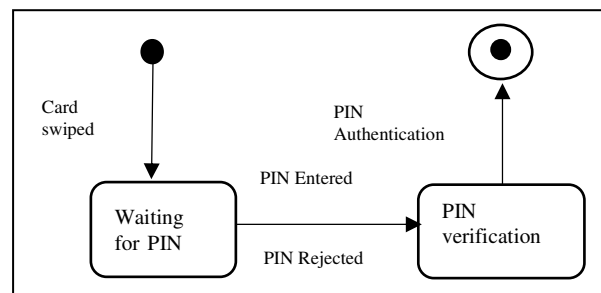 Card
swiped
PIN
Authentication
PIN Entered
Waiting
for PIN
PIN
verification
PIN Rejected